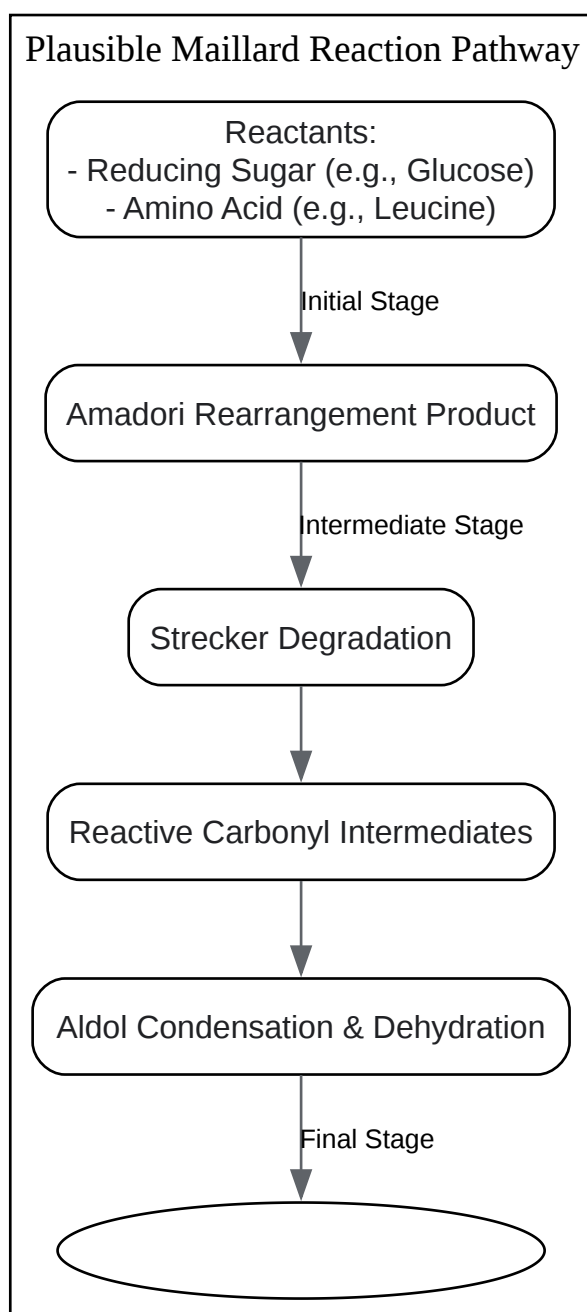 Plausible Maillard Reaction Pathway
Reactants:
- Reducing Sugar (e.g., Glucose)
- Amino Acid (e.g., Leucine)
Initial Stage
Amadori Rearrangement Product
Intermediate Stage
Strecker Degradation
Reactive Carbonyl Intermediates
Aldol Condensation & Dehydration
Final Stage